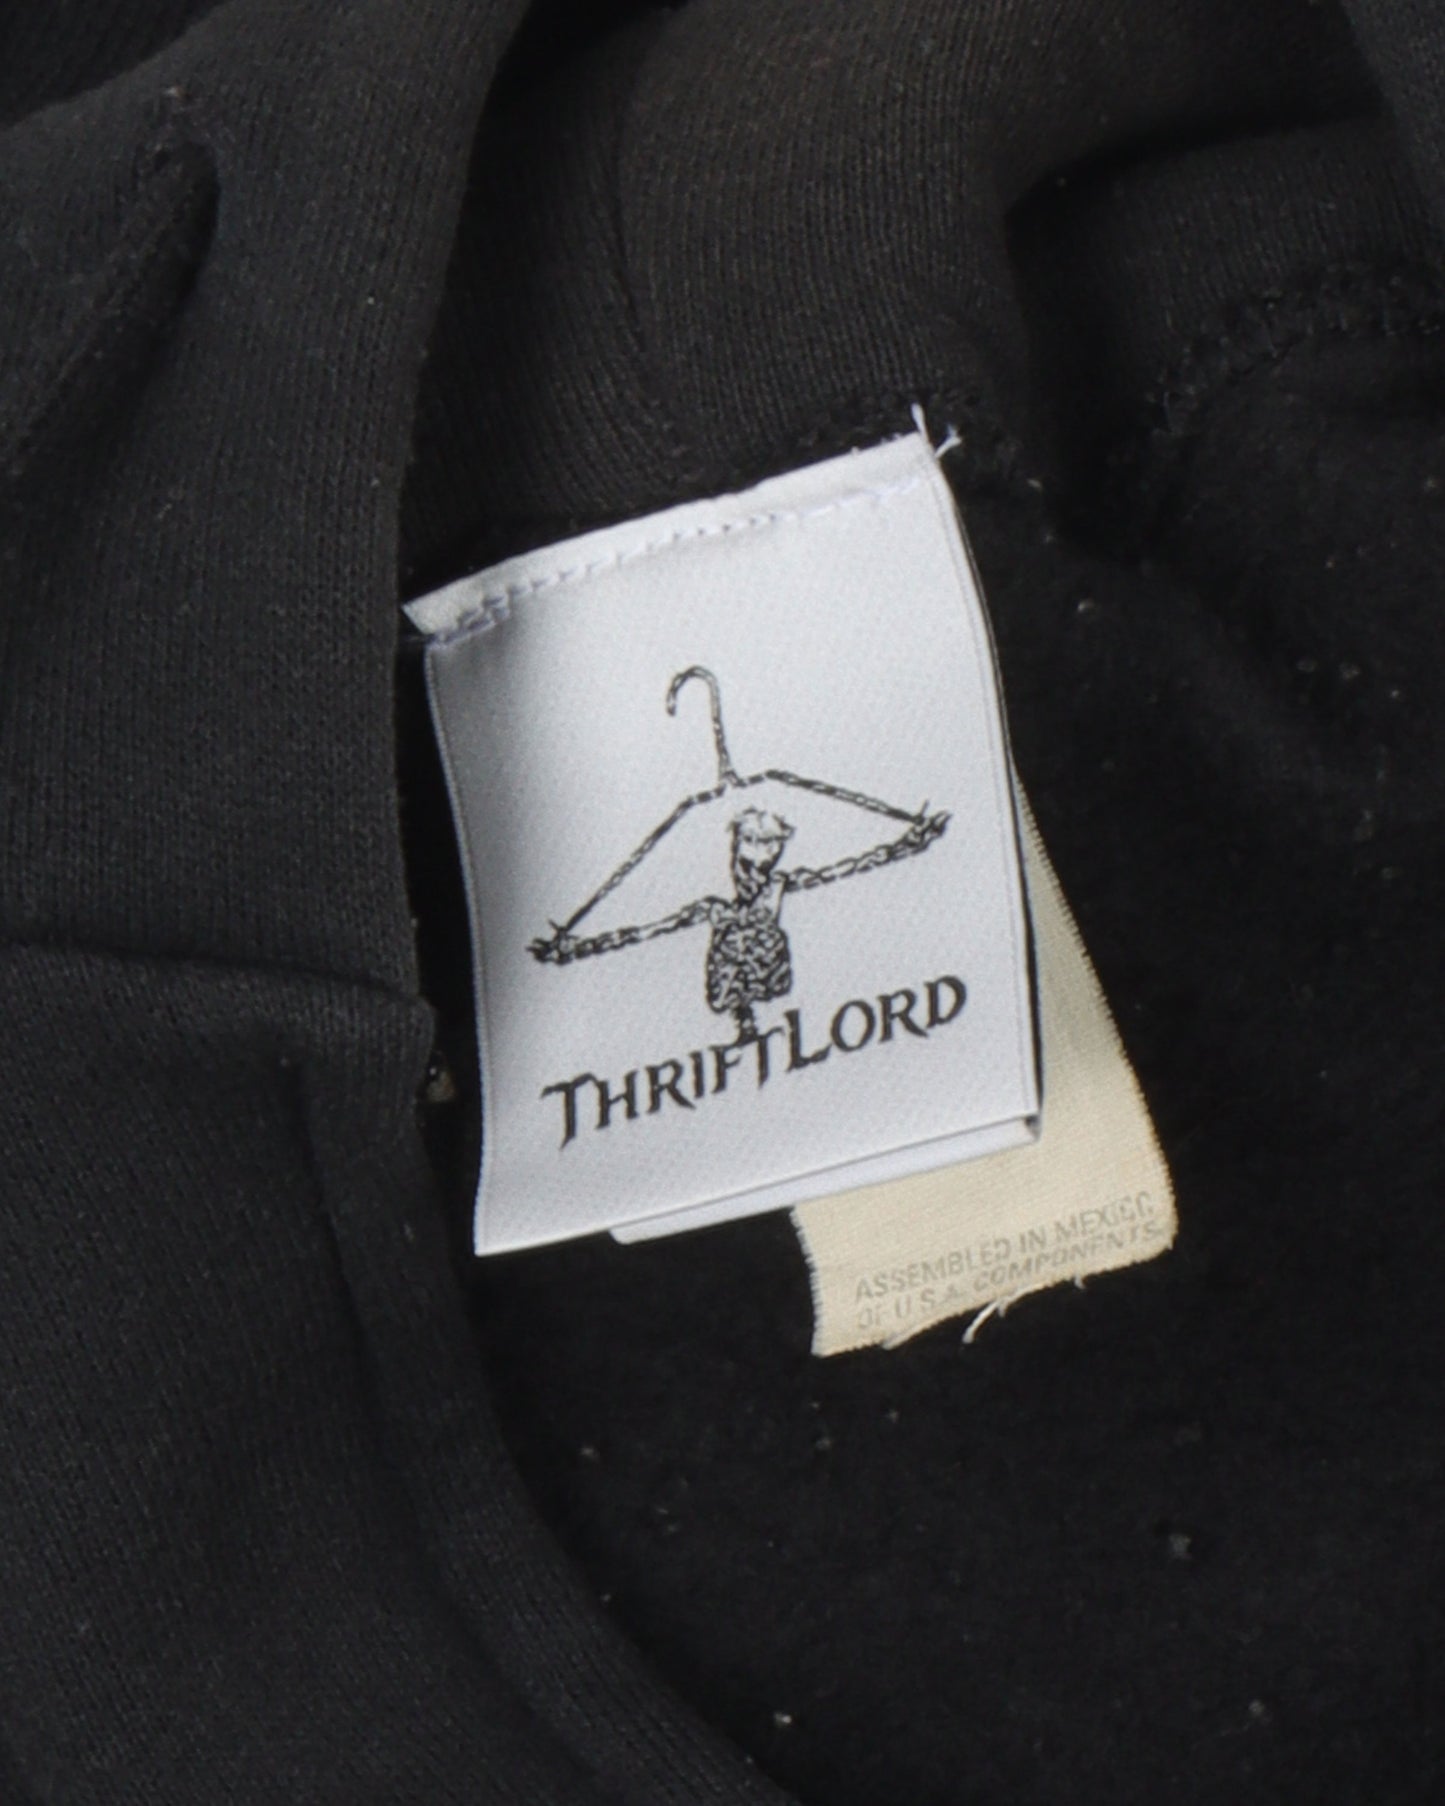 THRIFTLORD
ASSEMBLED IN MEXICO
OF U.S.A. COMPONENTS